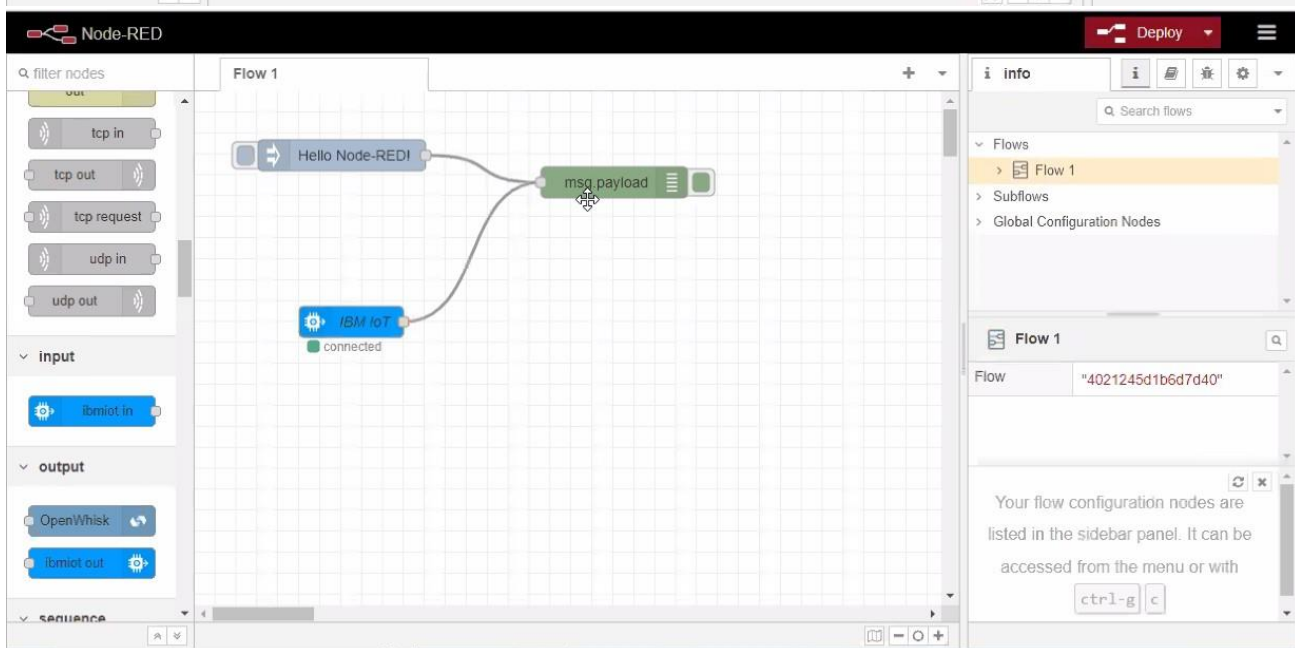 Node-RED
Deploy
filter nodes
Flow 1
info
Search flows
out
tcp in
tcp out
tcp request
udp in
udp out
input
ibmiot in
output
OpenWhisk
ibmiot out
sequence
Hello Node-RED!
msg.payload
IBM IoT
connected
Flows
Flow 1
Subflows
Global Configuration Nodes
Flow 1
Flow "4021245d1b6d7d40"
Your flow configuration nodes are
listed in the sidebar panel. It can be
accessed from the menu or with
ctrl-g c